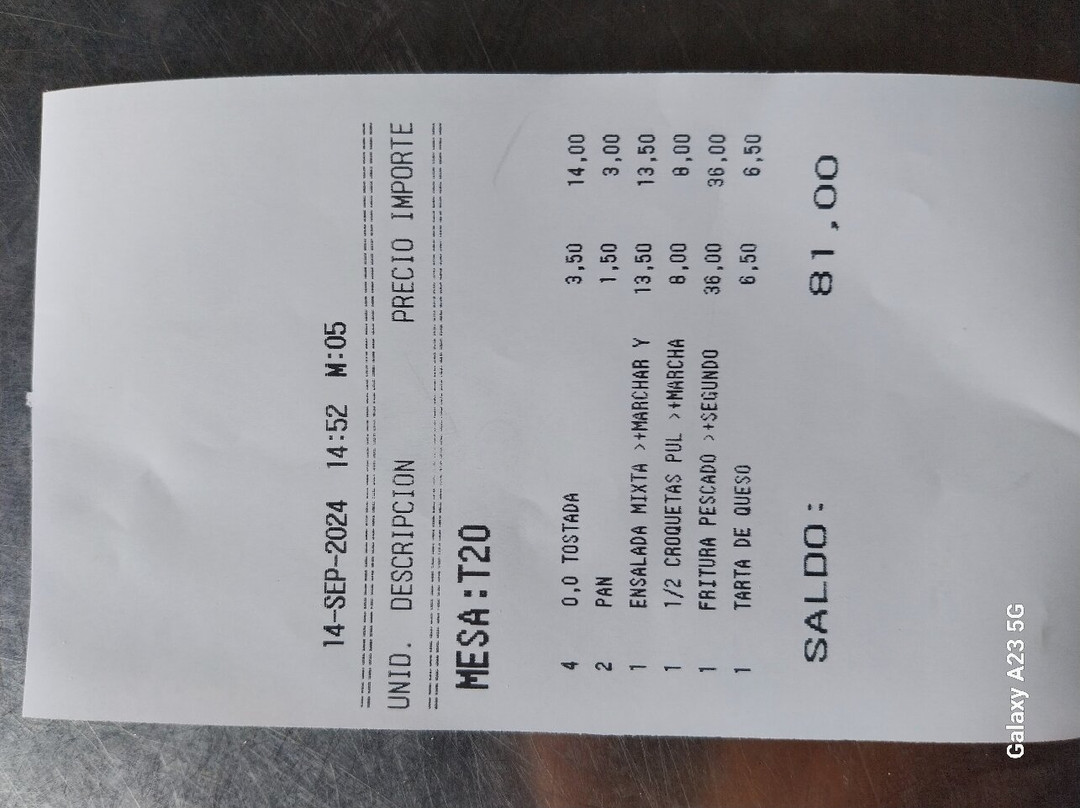 14-SEP-2024 14:52 M:05
UNID. DESCRIPCION PRECIO IMPORTE
MESA:T20
4 0,0 TOSTADA 3,50 14,00
2 PAN 1,50 3,00
1 ENSALADA MIXTA >+MARCHAR Y 13,50 13,50
1 1/2 CROQUETAS PUL >+MARCHA 8,00 8,00
1 FRITURA PESCADO >+SEGUNDO 36,00 36,00
1 TARTA DE QUESO 6,50 6,50
SALDO: 81,00
Galaxy A23 5G